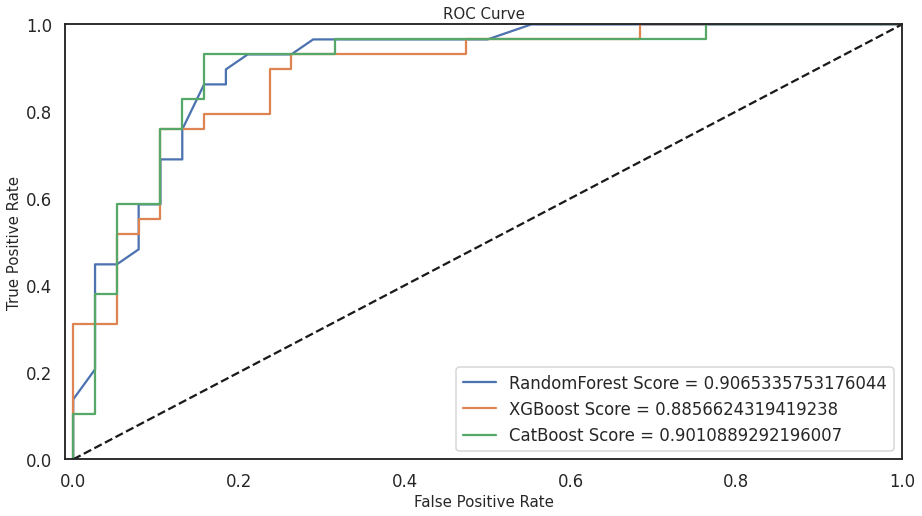 ROC Curve
1.0
0.8
0.6
0.4
0.2
0.0
True Positive Rate
RandomForest Score = 0.9065335753176044
XGBoost Score = 0.8856624319419238
CatBoost Score = 0.9010889292196007
0.0 0.2 0.4 0.6 0.8 1.0
False Positive Rate